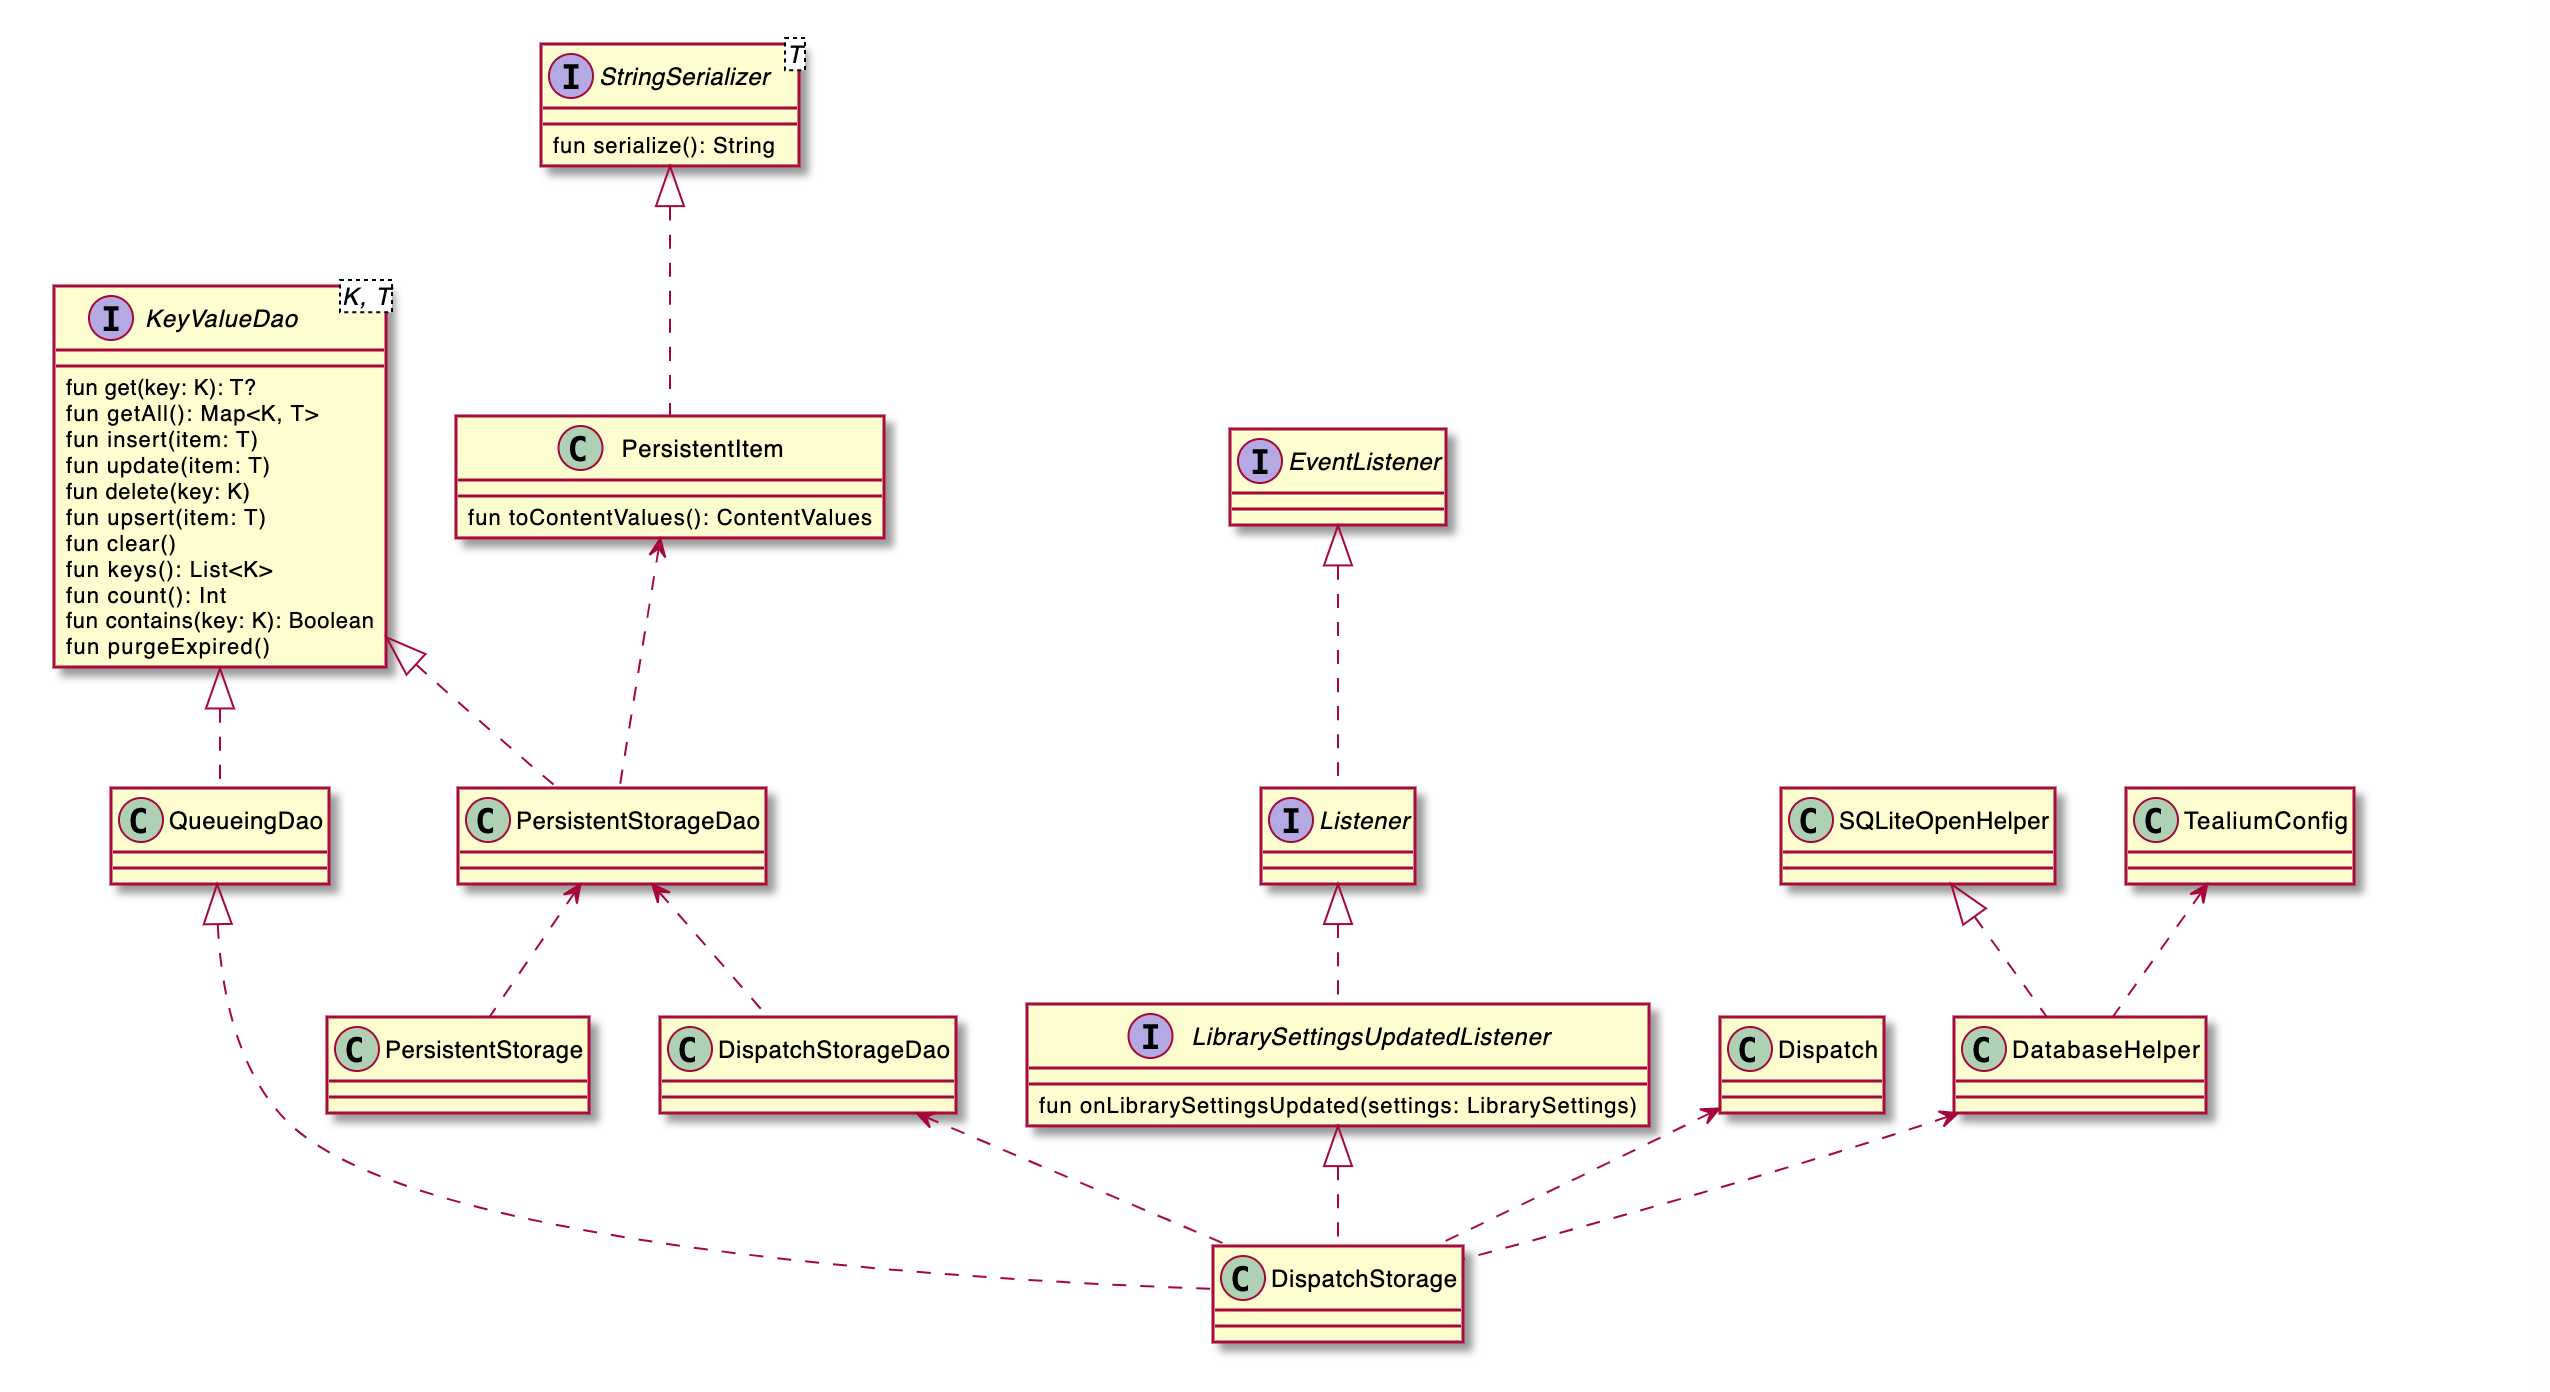 T
I StringSerializer
fun serialize(): String
K, T
I KeyValueDao
fun get(key: K): T?
fun getAll(): Map<K, T>
fun insert(item: T)
fun update(item: T)
fun delete(key: K)
fun upsert(item: T)
fun clear()
fun keys(): List<K>
fun count(): Int
fun contains(key: K): Boolean
fun purgeExpired()
C PersistentItem
fun toContentValues(): ContentValues
I EventListener
C QueueingDao
C PersistentStorageDao
I Listener
C SQLiteOpenHelper
C TealiumConfig
C PersistentStorage
C DispatchStorageDao
I LibrarySettingsUpdatedListener
fun onLibrarySettingsUpdated(settings: LibrarySettings)
C Dispatch
C DatabaseHelper
C DispatchStorage